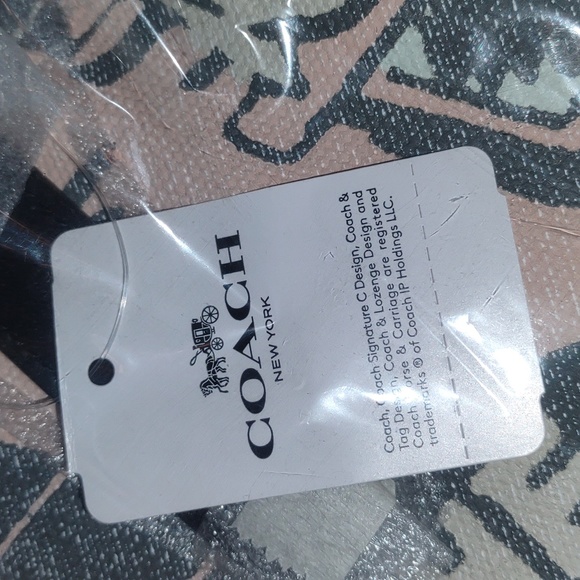 COACH
NEW YORK
Coach, Coach Signature C Design, Coach &
Tag Design, Coach & Lozenge Design and
Coach Horse & Carriage are registered
trademarks ® of Coach IP Holdings LLC.